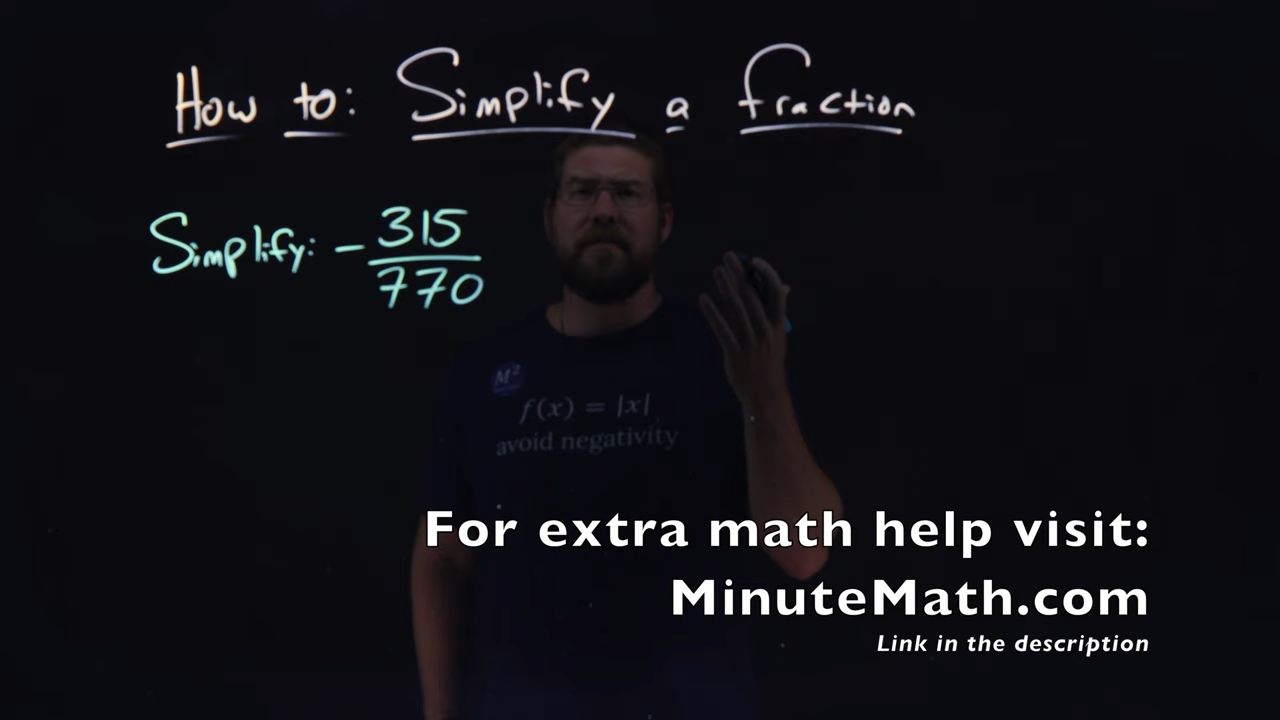 How to: Simplify a fraction
Simplify: - 315/770
M²
f(x) = |x|
avoid negativity
For extra math help visit:
MinuteMath.com
Link in the description